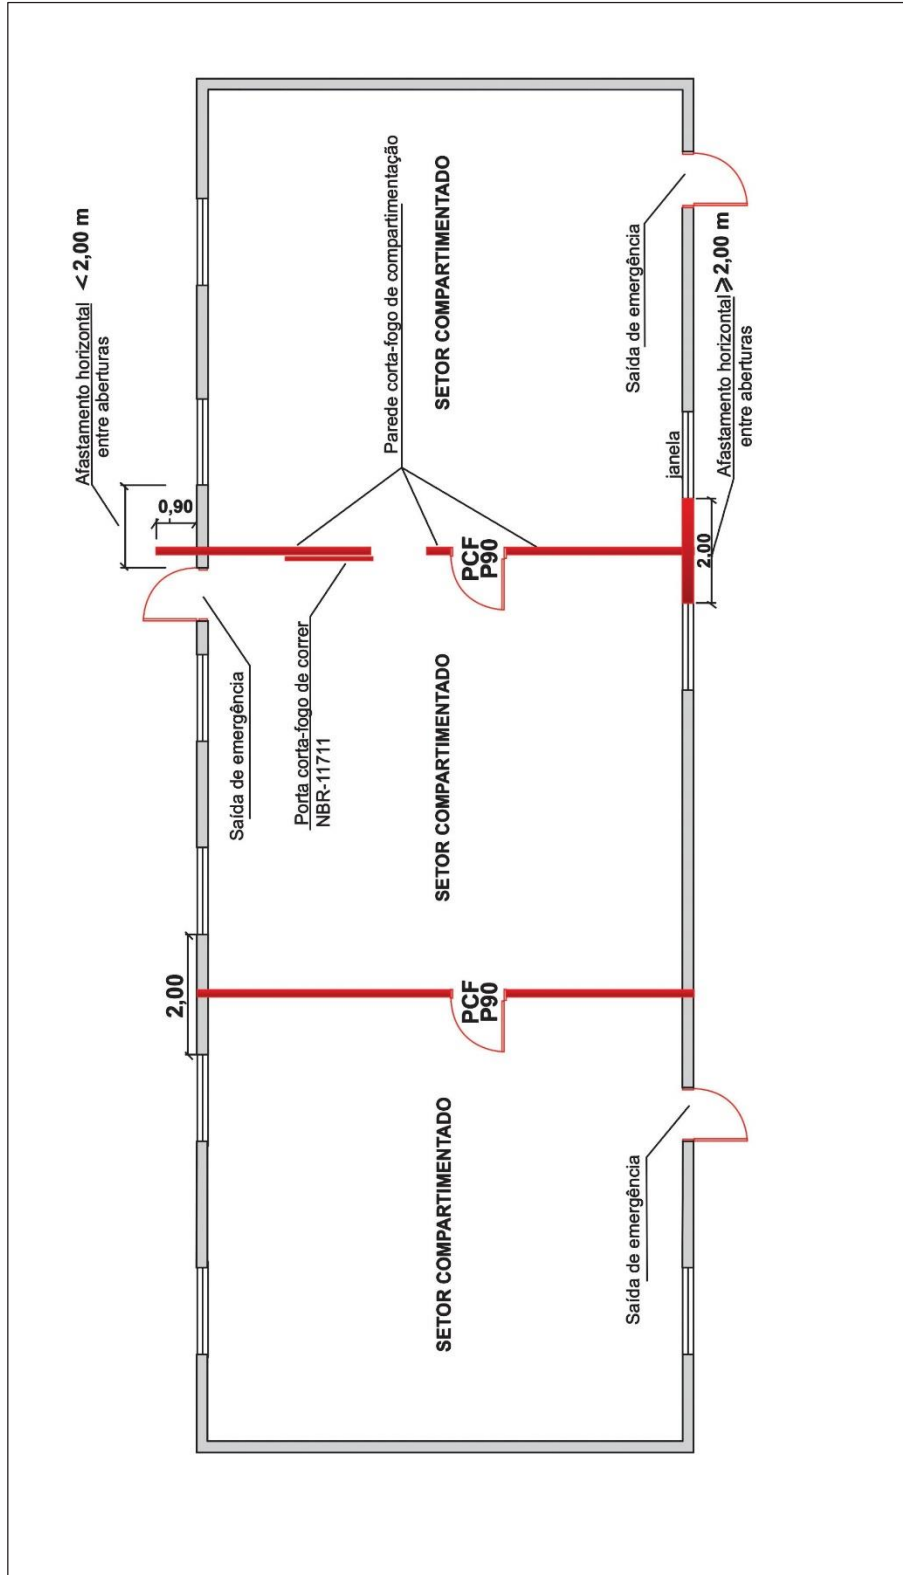 Afastamento horizontal < 2,00 m
entre aberturas
0,90
2,00
Saída de emergência
Porta corta-fogo de correr
NBR-11711
Parede corta-fogo de compartimentação
SETOR COMPARTIMENTADO
SETOR COMPARTIMENTADO
SETOR COMPARTIMENTADO
PCF
P90
PCF
P90
Saída de emergência
Saída de emergência
janela
2,00
Afastamento horizontal ⩾ 2,00 m
entre aberturas